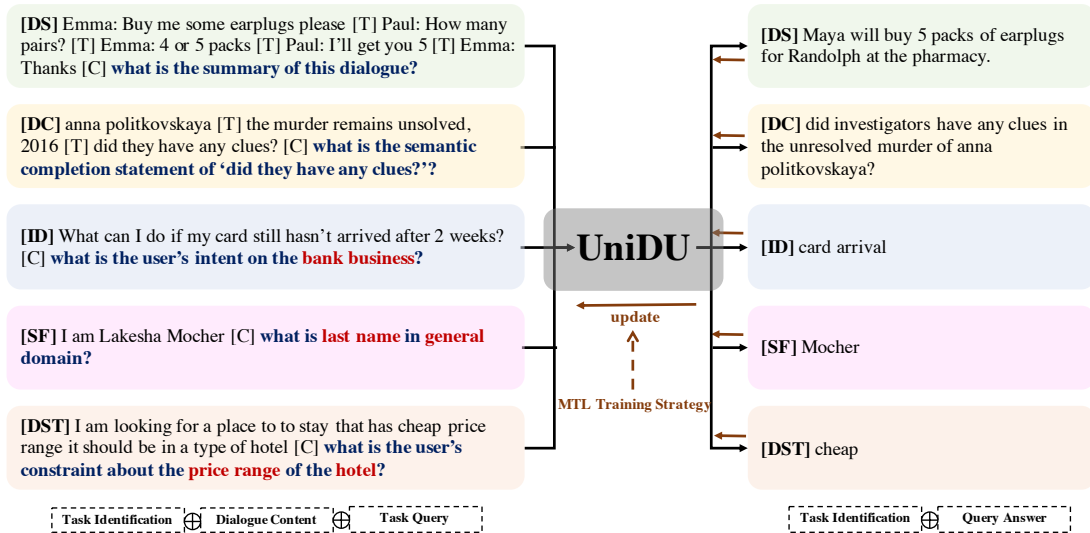 [DS] Emma: Buy me some earplugs please [T] Paul: How many
pairs? [T] Emma: 4 or 5 packs [T] Paul: I'll get you 5 [T] Emma:
Thanks [C] what is the summary of this dialogue?
[DC] anna politkovskaya [T] the murder remains unsolved,
2016 [T] did they have any clues? [C] what is the semantic
completion statement of 'did they have any clues?'?
[ID] What can I do if my card still hasn't arrived after 2 weeks?
[C] what is the user's intent on the bank business?
[SF] I am Lakesha Mocher [C] what is last name in general
domain?
[DST] I am looking for a place to to stay that has cheap price
range it should be in a type of hotel [C] what is the user's
constraint about the price range of the hotel?
Task Identification ⊕ Dialogue Content ⊕ Task Query
UniDU
update
MTL Training Strategy
[DS] Maya will buy 5 packs of earplugs
for Randolph at the pharmacy.
[DC] did investigators have any clues in
the unresolved murder of anna
politkovskaya?
[ID] card arrival
[SF] Mocher
[DST] cheap
Task Identification ⊕ Query Answer